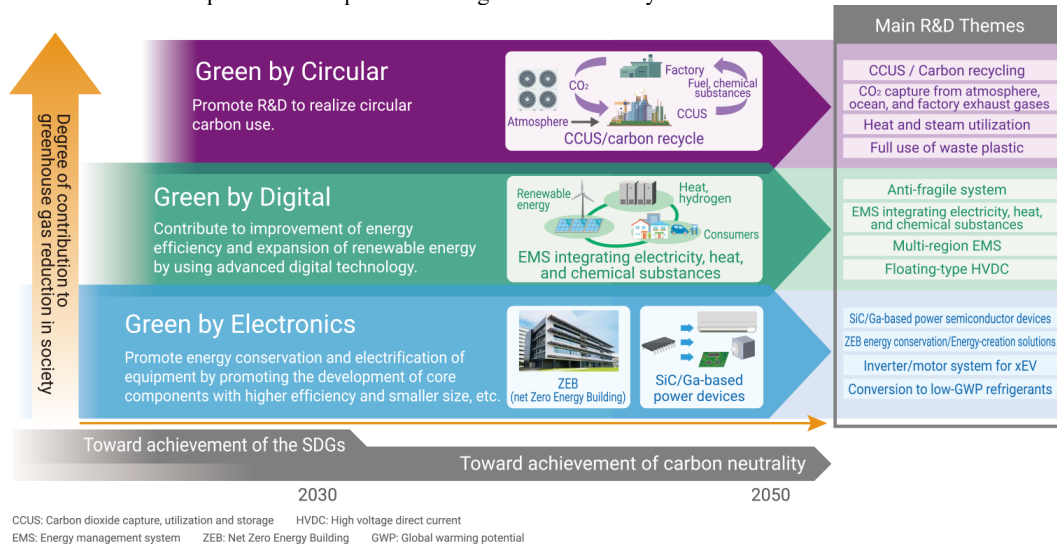 Main R&D Themes
Degree of contribution to
greenhouse gas reduction in society
Green by Circular
Promote R&D to realize circular
carbon use.
Factory
CO₂
Fuel, chemical
substances
Atmosphere
CCUS
CCUS/carbon recycle
CCUS / Carbon recycling
CO₂ capture from atmosphere,
ocean, and factory exhaust gases
Heat and steam utilization
Full use of waste plastic
Green by Digital
Contribute to improvement of energy
efficiency and expansion of renewable energy
by using advanced digital technology.
Renewable
energy
Heat,
hydrogen
Consumers
EMS integrating electricity, heat,
and chemical substances
Anti-fragile system
EMS integrating electricity, heat,
and chemical substances
Multi-region EMS
Floating-type HVDC
Green by Electronics
Promote energy conservation and electrification of
equipment by promoting the development of core
components with higher efficiency and smaller size, etc.
ZEB
(net Zero Energy Building)
SiC/Ga-based
power devices
SiC/Ga-based power semiconductor devices
ZEB energy conservation/Energy-creation solutions
Inverter/motor system for xEV
Conversion to low-GWP refrigerants
Toward achievement of the SDGs
Toward achievement of carbon neutrality
2030
2050
CCUS: Carbon dioxide capture, utilization and storage HVDC: High voltage direct current
EMS: Energy management system ZEB: Net Zero Energy Building GWP: Global warming potential